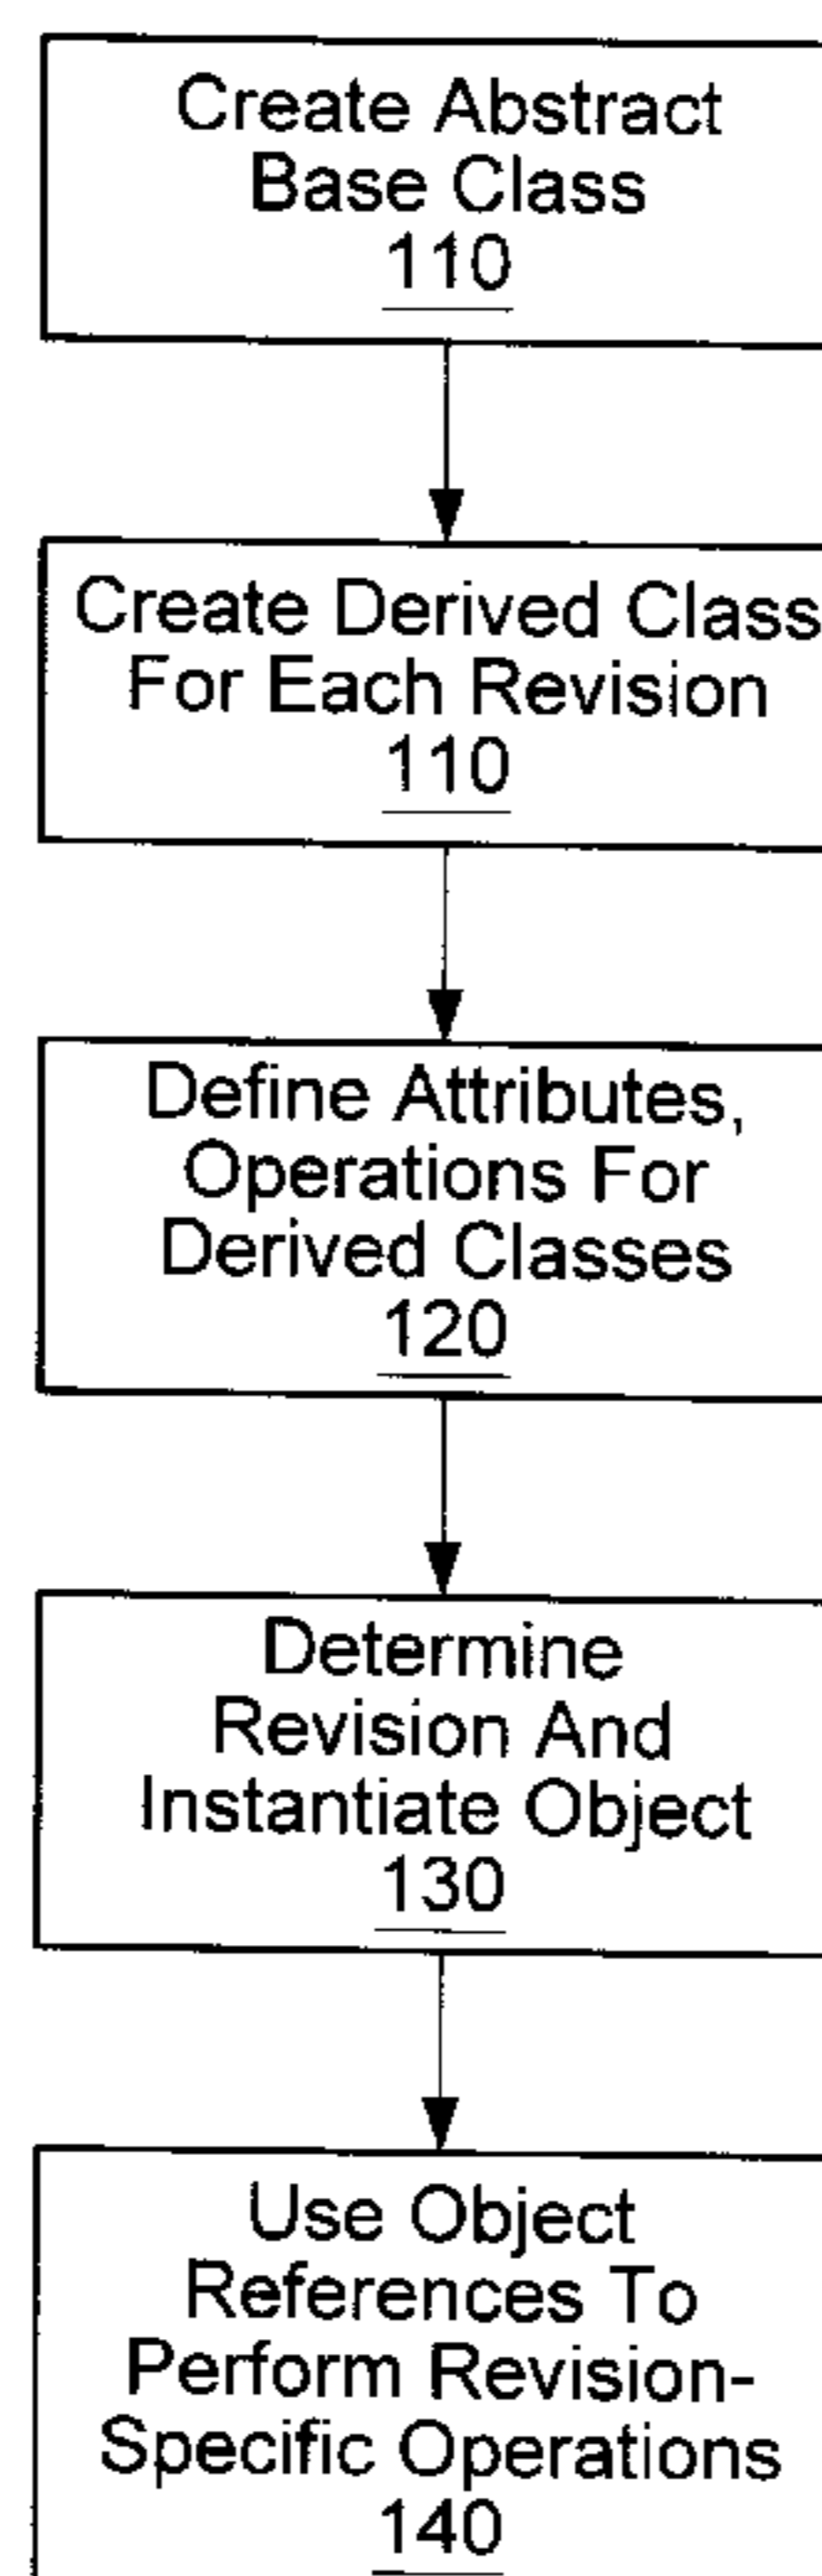 Create Abstract
Base Class
110
Create Derived Class
For Each Revision
110
Define Attributes,
Operations For
Derived Classes
120
Determine
Revision And
Instantiate Object
130
Use Object
References To
Perform Revision-
Specific Operations
140